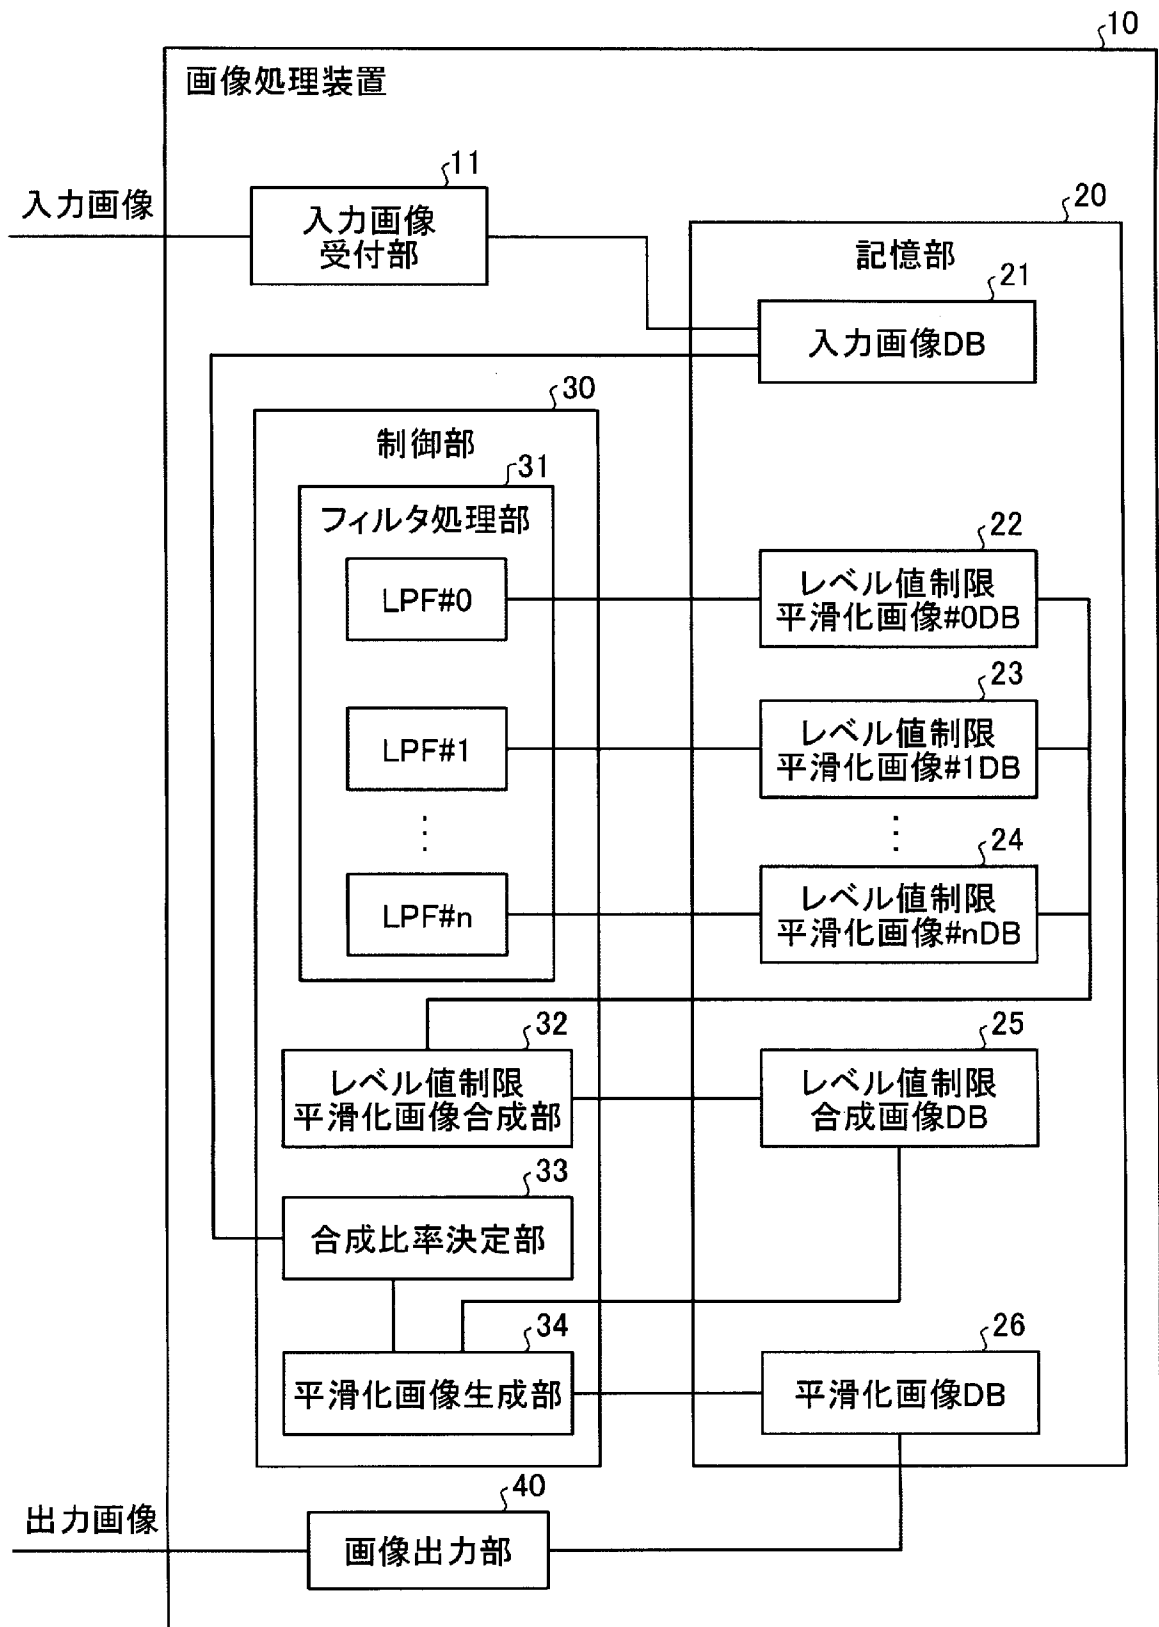 10
画像処理装置
11
入力画像
入力画像
受付部
20
記憶部
21
入力画像DB
30
制御部
31
フィルタ処理部
LPF#0
22
レベル値制限
平滑化画像#0DB
LPF#1
23
レベル値制限
平滑化画像#1DB
⋮
⋮
LPF#n
24
レベル値制限
平滑化画像#nDB
32
レベル値制限
平滑化画像合成部
25
レベル値制限
合成画像DB
33
合成比率決定部
34
平滑化画像生成部
26
平滑化画像DB
出力画像
40
画像出力部